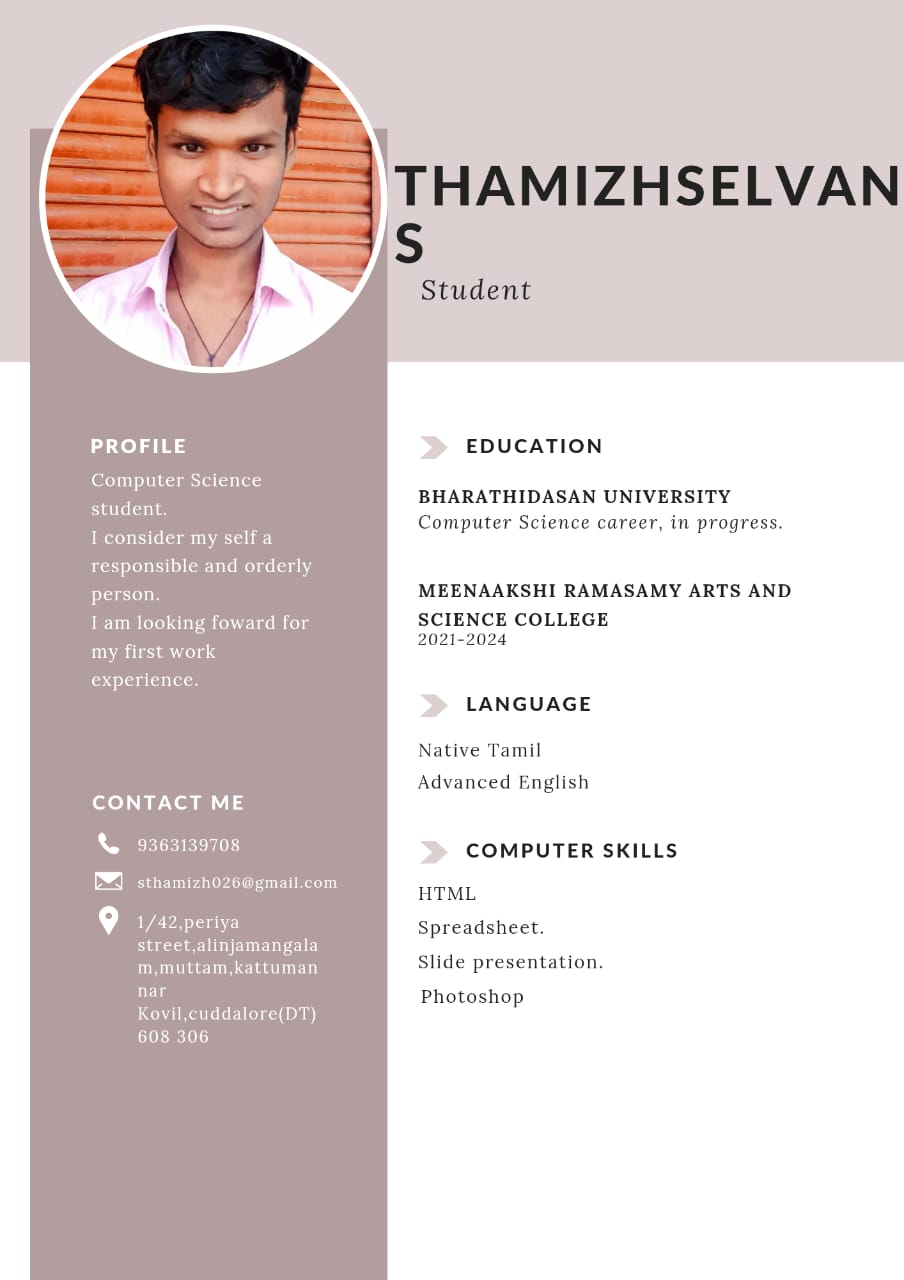 THAMIZHSELVAN
S
Student
PROFILE
Computer Science
student.
I consider my self a
responsible and orderly
person.
I am looking foward for
my first work
experience.
CONTACT ME
9363139708
sthamizh026@gmail.com
1/42,periya
street,alinjamangala
m,muttam,kattuman
nar
Kovil,cuddalore(DT)
608 306
EDUCATION
BHARATHIDASAN UNIVERSITY
Computer Science career, in progress.
MEENAAKSHI RAMASAMY ARTS AND
SCIENCE COLLEGE
2021-2024
LANGUAGE
Native Tamil
Advanced English
COMPUTER SKILLS
HTML
Spreadsheet.
Slide presentation.
Photoshop